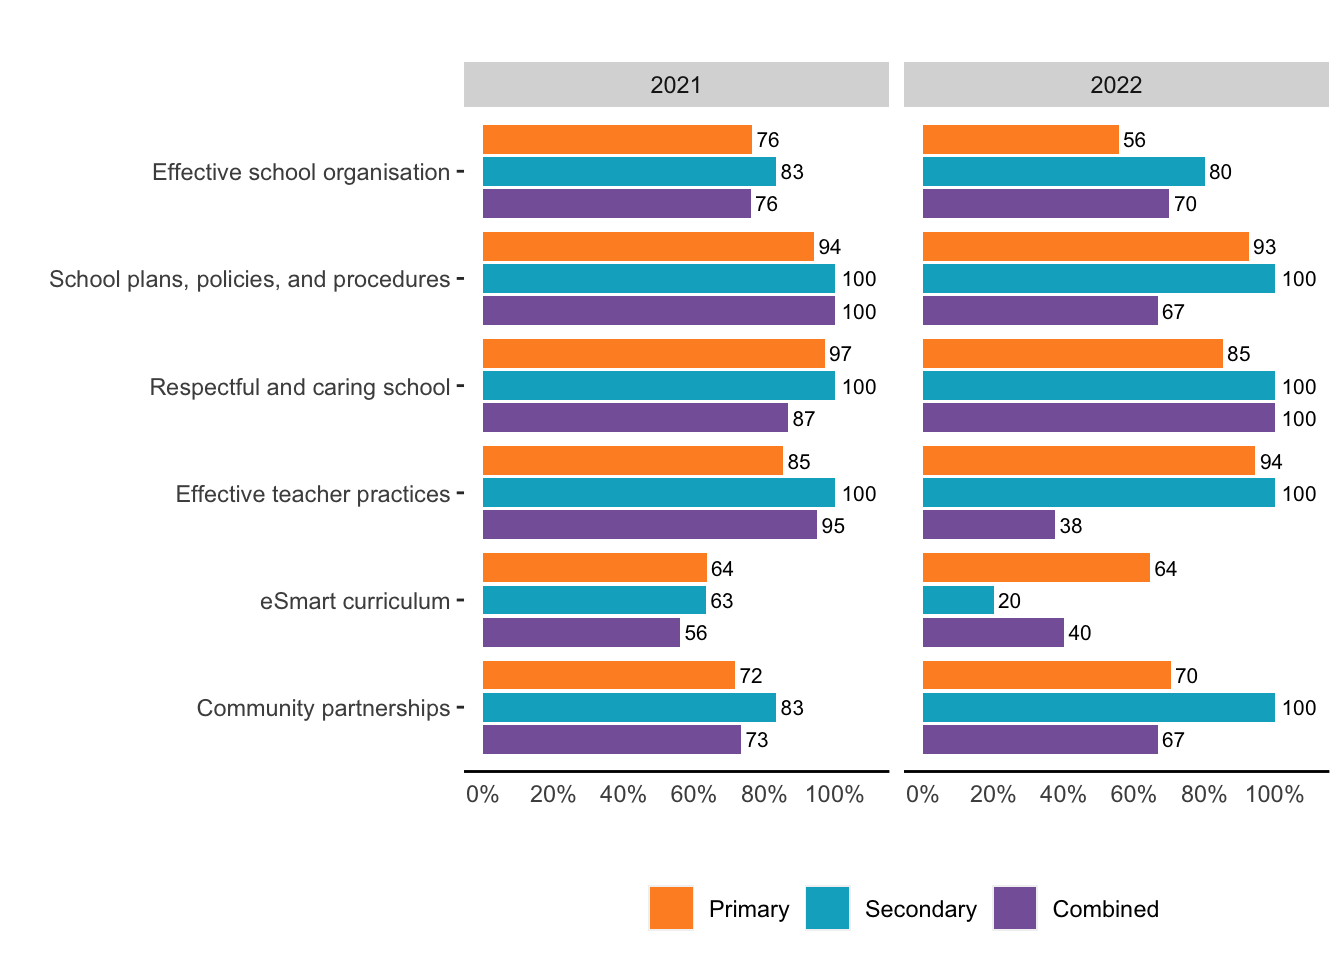 2021 2022
76 56
Effective school organisation 83 80
76 70
94 93
School plans, policies, and procedures 100 100
100 67
97 85
Respectful and caring school 100 100
87 100
85 94
Effective teacher practices 100 100
95 38
64 64
eSmart curriculum 63 20
56 40
72 70
Community partnerships 83 100
73 67
0% 20% 40% 60% 80% 100% 0% 20% 40% 60% 80% 100%
Primary Secondary Combined